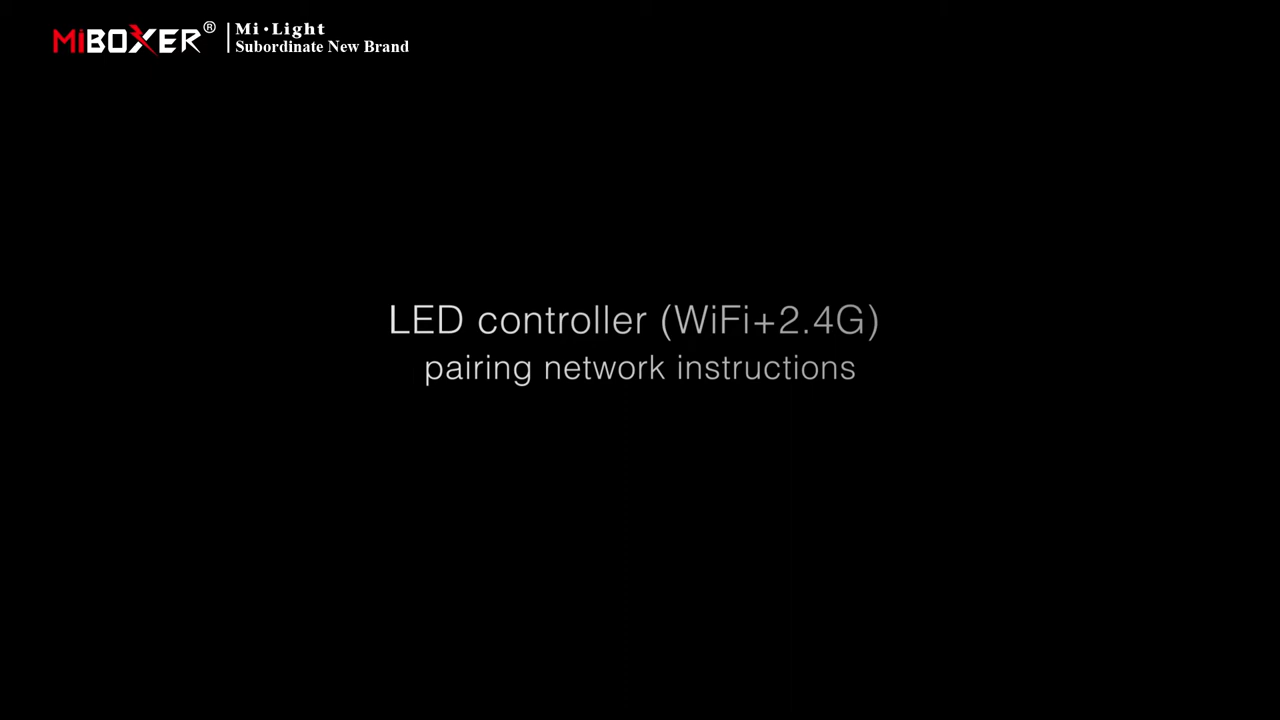 MiBOXER®
Mi·Light
Subordinate New Brand
LED controller (WiFi+2.4G)
pairing network instructions